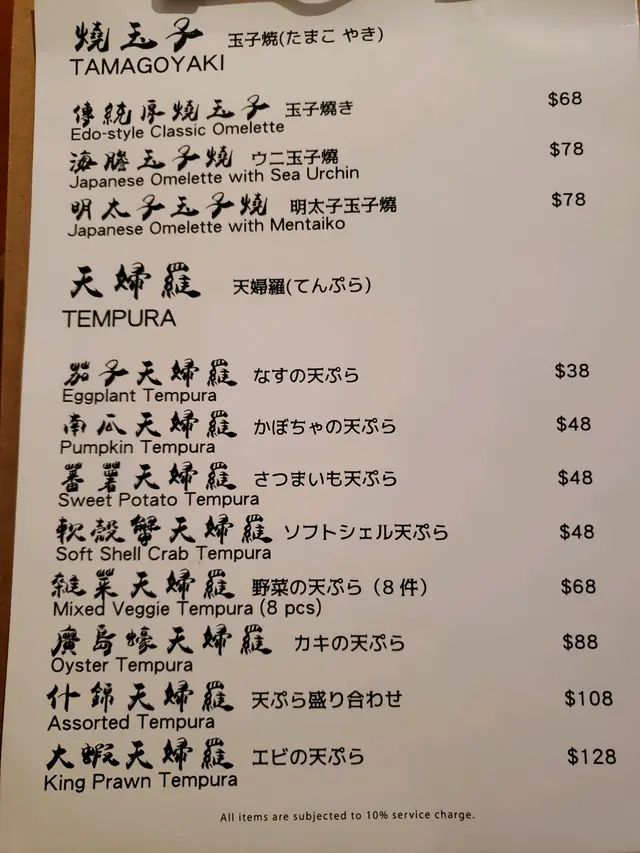 燒玉子 玉子焼(たまこ やき)
TAMAGOYAKI
傳統厚燒玉子 玉子焼き $68
Edo-style Classic Omelette
海膽玉子燒 ウニ玉子焼 $78
Japanese Omelette with Sea Urchin
明太子玉子燒 明太子玉子燒 $78
Japanese Omelette with Mentaiko
天婦羅 天婦羅(てんぷら)
TEMPURA
茄子天婦羅 なすの天ぷら $38
Eggplant Tempura
南瓜天婦羅 かぼちゃの天ぷら $48
Pumpkin Tempura
蕃薯天婦羅 さつまいも天ぷら $48
Sweet Potato Tempura
軟殼蟹天婦羅 ソフトシェル天ぷら $48
Soft Shell Crab Tempura
雜菜天婦羅 野菜の天ぷら（8 件） $68
Mixed Veggie Tempura (8 pcs)
廣島蠔天婦羅 カキの天ぷら $88
Oyster Tempura
什錦天婦羅 天ぷら盛り合わせ $108
Assorted Tempura
大蝦天婦羅 エビの天ぷら $128
King Prawn Tempura
All items are subjected to 10% service charge.